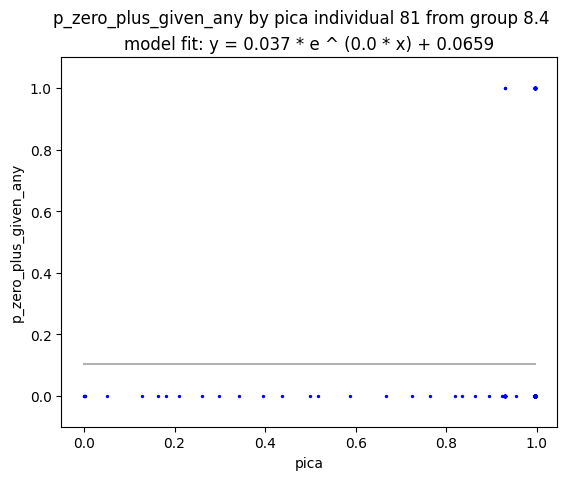 p_zero_plus_given_any by pica individual 81 from group 8.4
model fit: y = 0.037 * e ^ (0.0 * x) + 0.0659
1.0
0.8
0.6
0.4
0.2
0.0
p_zero_plus_given_any
0.0 0.2 0.4 0.6 0.8 1.0
pica